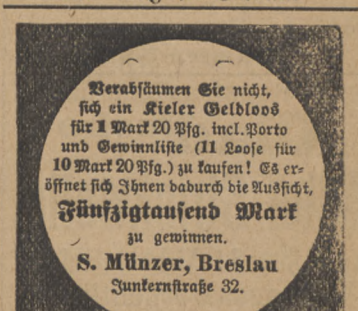 Verabsäumen Sie nicht,
sich ein Kieler Geldloos
für 1 Mark 20 Pfg. incl. Porto
und Gewinnliste (11 Loose für
10 Mark 20 Pfg.) zu kaufen! Es er-
öffnet sich Ihnen dadurch die Aussicht,
Fünfzigtausend Mark
zu gewinnen.
S. Münzer, Breslau
Junkernstraße 32.